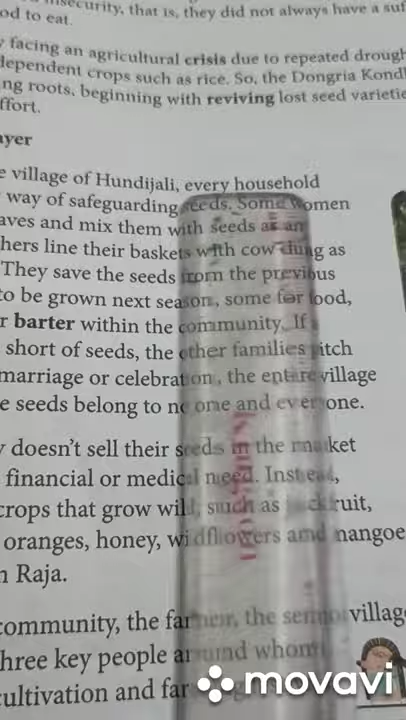 insecurity, that is, they did not always have a suf
od to eat.
facing an agricultural crisis due to repeated drough
dependent crops such as rice. So, the Dongria Kondh
ng roots, beginning with reviving lost seed varietie
ffort.
ayer
e village of Hundijali, every household
way of safeguarding seeds. Some women
aves and mix them with seeds as an
hers line their baskets with cow dung as
They save the seeds from the previous
to be grown next season, some for food,
r barter within the community. If a
short of seeds, the other families pitch
marriage or celebration, the entire village
e seeds belong to no one and everyone.
y doesn't sell their seeds in the market
financial or medical need. Instead,
crops that grow wild, such as jackfruit,
oranges, honey, wildflowers and mangoe
n Raja.
community, the farmer, the senior village
hree key people around whom
cultivation and far
movavi